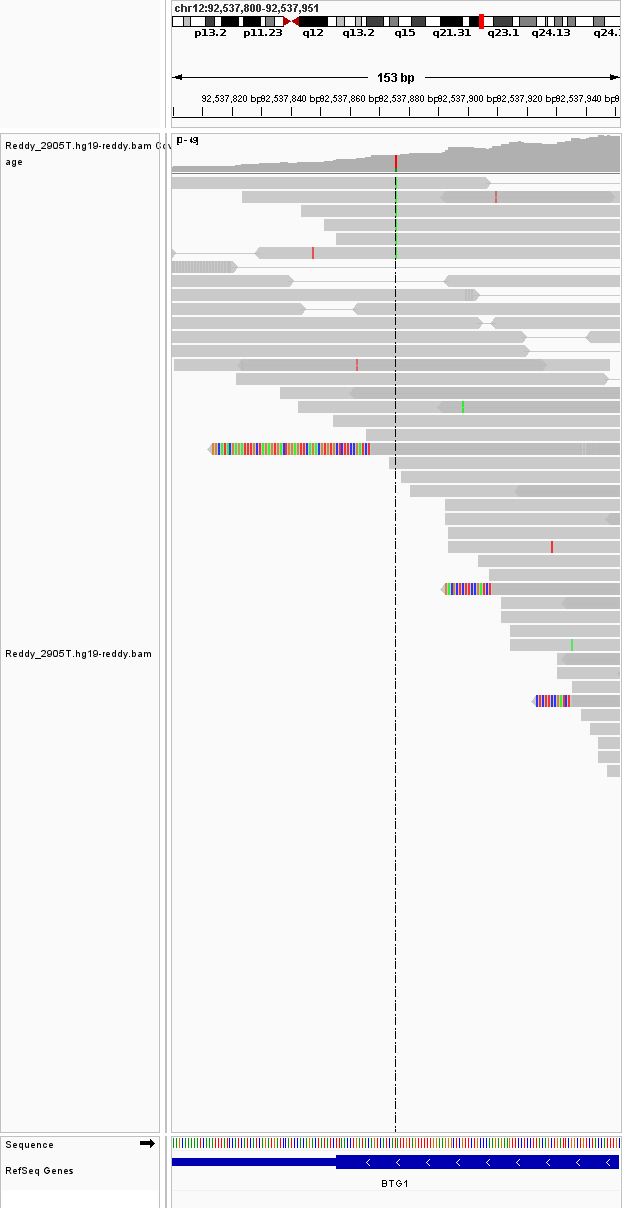 chr12:92,537,800-92,537,951
p13.2 p11.23 q12 q13.2 q15 q21.31 q23.1 q24.13
153 bp
92,537,820 bp 92,537,840 bp 92,537,860 bp 92,537,880 bp 92,537,900 bp 92,537,920 bp 92,537,940 bp
Reddy_2905T.hg19-reddy.bam
age
Reddy_2905T.hg19-reddy.bam
Sequence
RefSeq Genes
BTG1